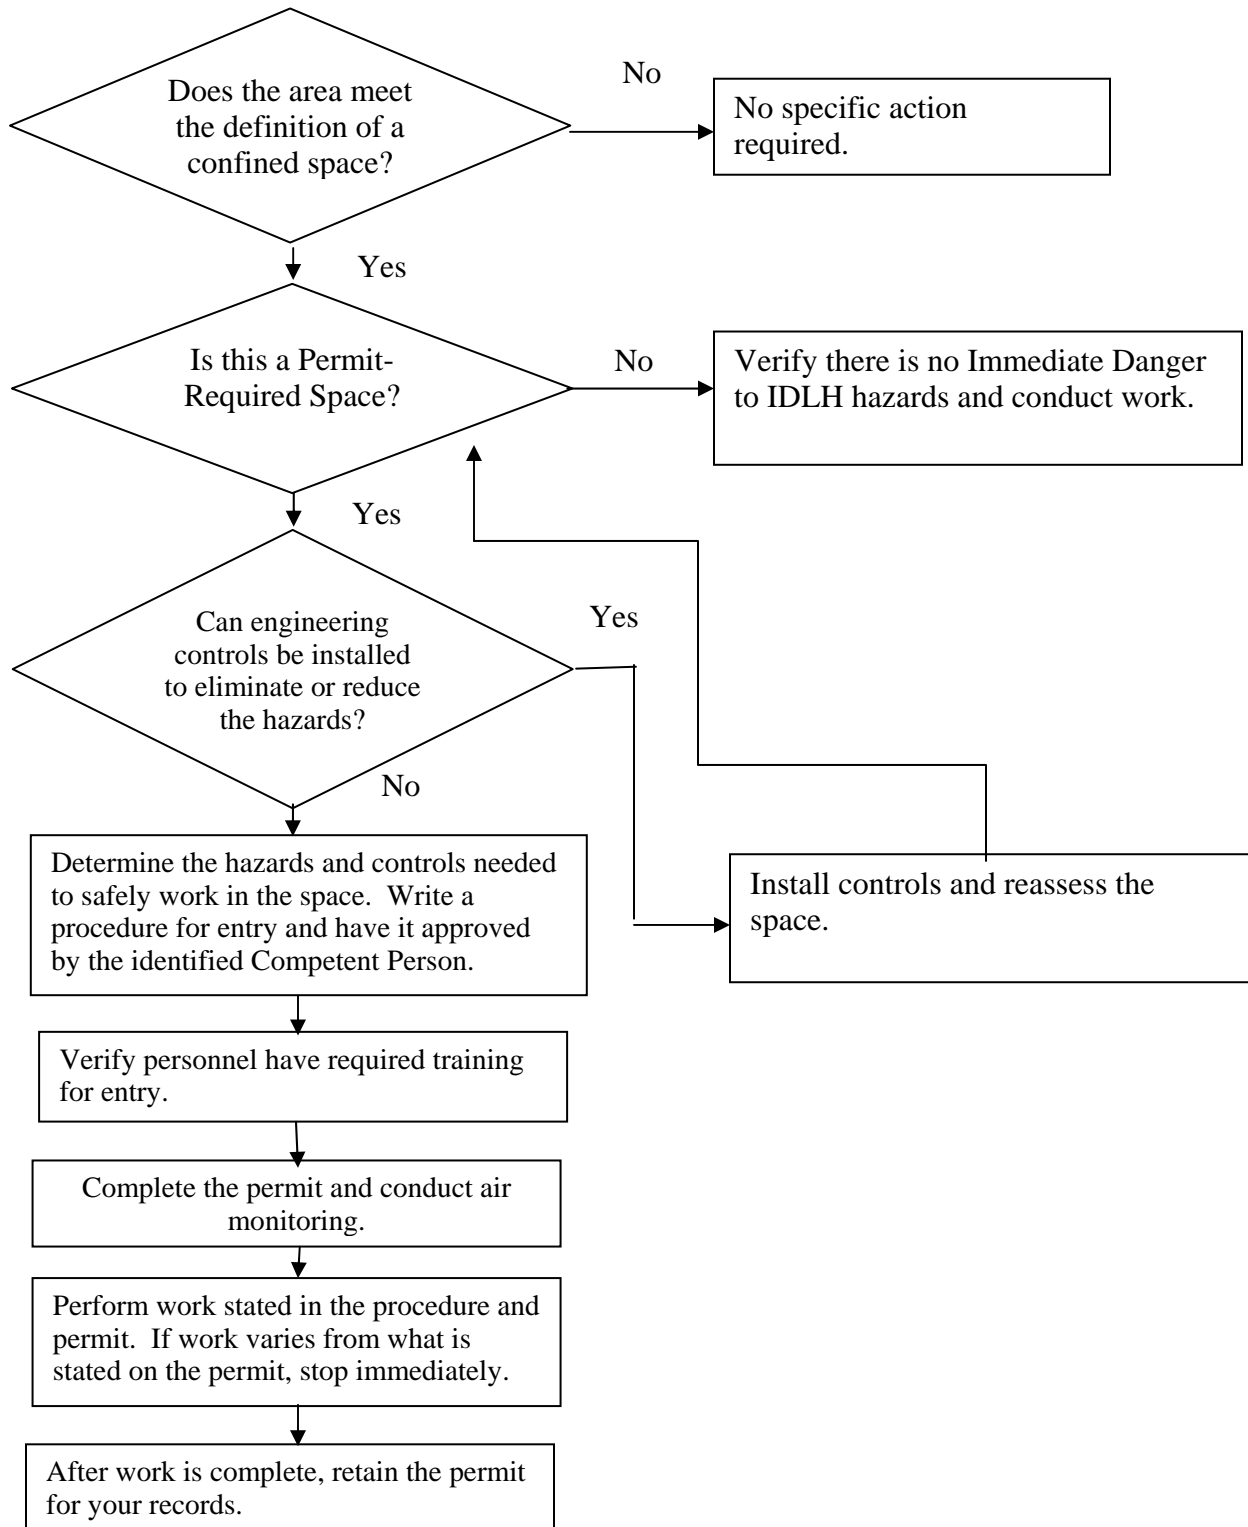 Does the area meet
the definition of a
confined space?
No
No specific action
required.
Yes
Is this a Permit-
Required Space?
No
Verify there is no Immediate Danger
to IDLH hazards and conduct work.
Yes
Can engineering
controls be installed
to eliminate or reduce
the hazards?
Yes
No
Install controls and reassess the
space.
Determine the hazards and controls needed
to safely work in the space.  Write a
procedure for entry and have it approved
by the identified Competent Person.
Verify personnel have required training
for entry.
Complete the permit and conduct air
monitoring.
Perform work stated in the procedure and
permit.  If work varies from what is
stated on the permit, stop immediately.
After work is complete, retain the permit
for your records.